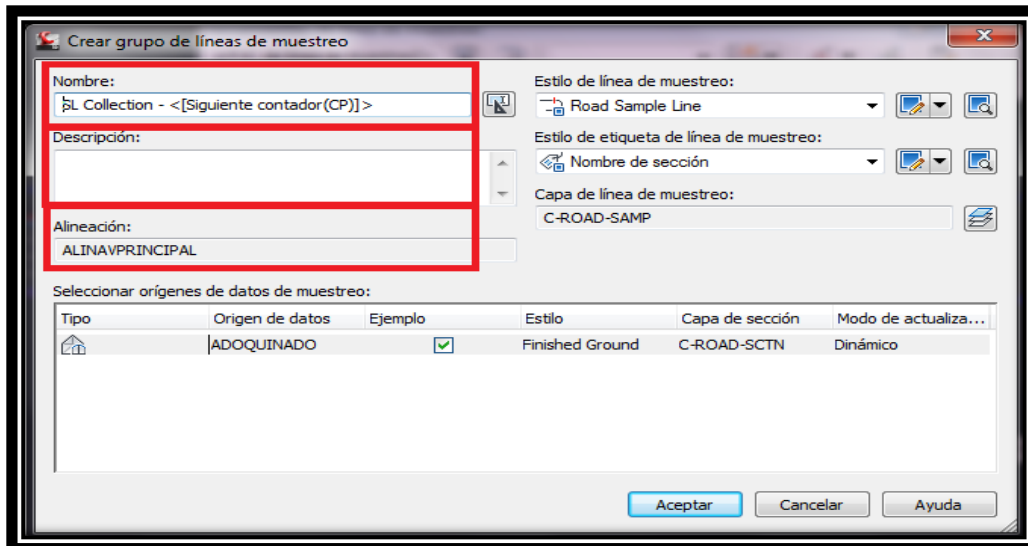 Crear grupo de líneas de muestreo
Nombre:
SL Collection - <[Siguiente contador(CP)]>
Descripción:
Alineación:
ALINAVPRINCIPAL
Estilo de línea de muestreo:
Road Sample Line
Estilo de etiqueta de línea de muestreo:
Nombre de sección
Capa de línea de muestreo:
C-ROAD-SAMP
Seleccionar orígenes de datos de muestreo:
Tipo Origen de datos Ejemplo Estilo Capa de sección Modo de actualiza...
ADOQUINADO Finished Ground C-ROAD-SCTN Dinámico
Aceptar Cancelar Ayuda